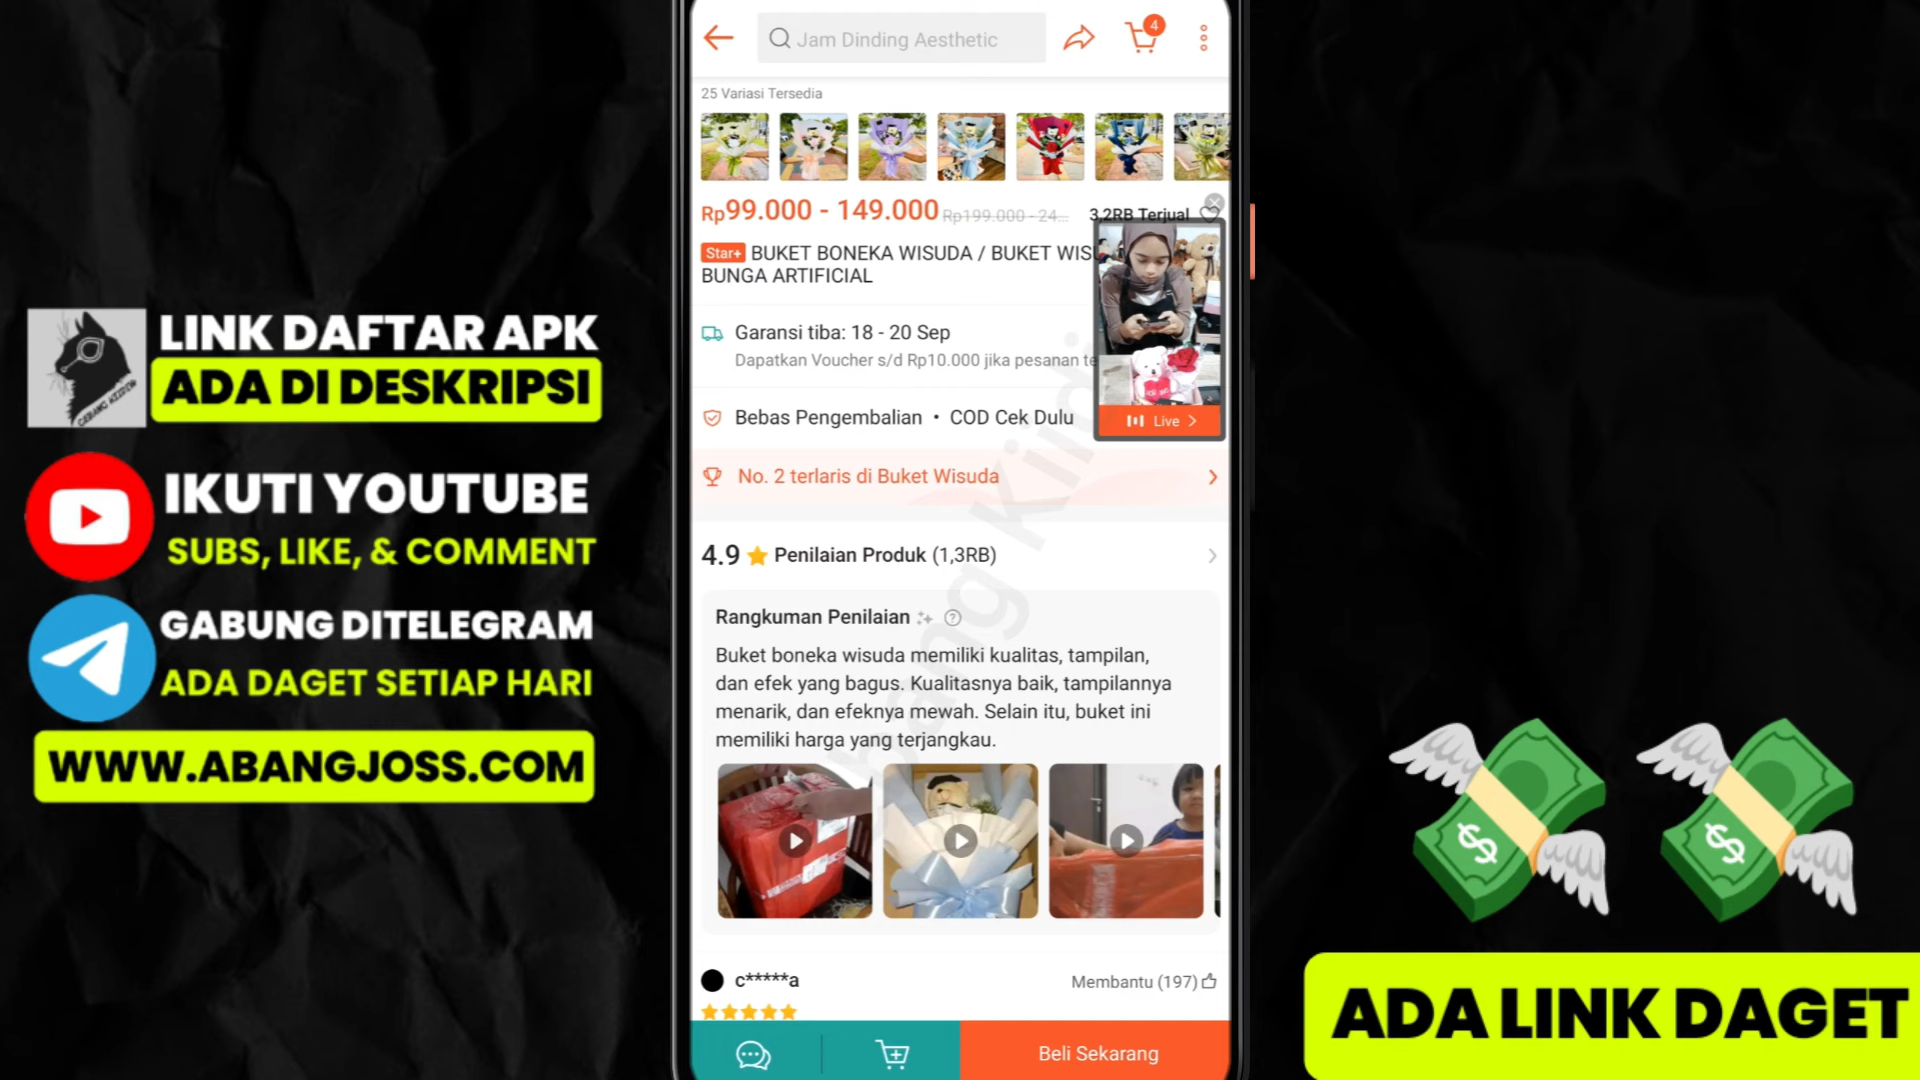 LINK DAFTAR APK
ADA DI DESKRIPSI
IKUTI YOUTUBE
SUBS, LIKE, & COMMENT
GABUNG DITELEGRAM
ADA DAGET SETIAP HARI
WWW.ABANGJOSS.COM
Jam Dinding Aesthetic
4
25 Variasi Tersedia
Rp99.000 - 149.000 Rp199.000 - 24... 3,2RB Terjual
Star+ BUKET BONEKA WISUDA / BUKET WIS
BUNGA ARTIFICIAL
Garansi tiba: 18 - 20 Sep
Dapatkan Voucher s/d Rp10.000 jika pesanan te
Bebas Pengembalian • COD Cek Dulu
Live
No. 2 terlaris di Buket Wisuda
4.9 Penilaian Produk (1,3RB)
Rangkuman Penilaian
Buket boneka wisuda memiliki kualitas, tampilan,
dan efek yang bagus. Kualitasnya baik, tampilannya
menarik, dan efeknya mewah. Selain itu, buket ini
memiliki harga yang terjangkau.
c*****a
Membantu (197)
Beli Sekarang
ADA LINK DAGET